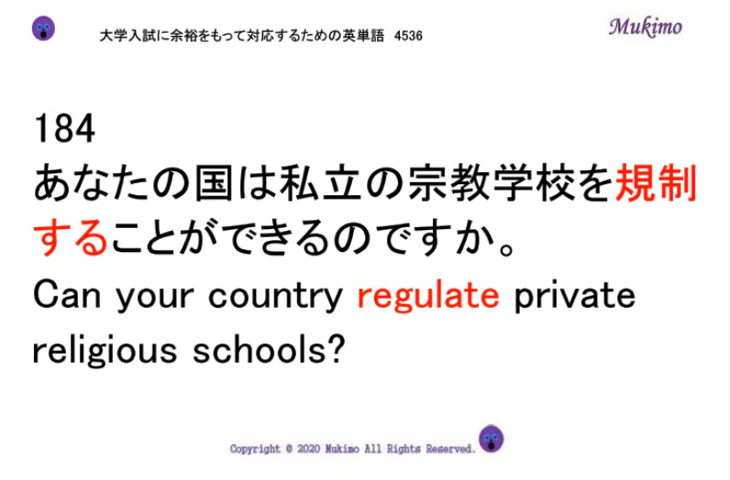 大学入試に余裕をもって対応するための英単語 4536
Mukimo
184
あなたの国は私立の宗教学校を規制
することができるのですか。
Can your country regulate private
religious schools?
Copyright © 2020 Mukimo All Rights Reserved.